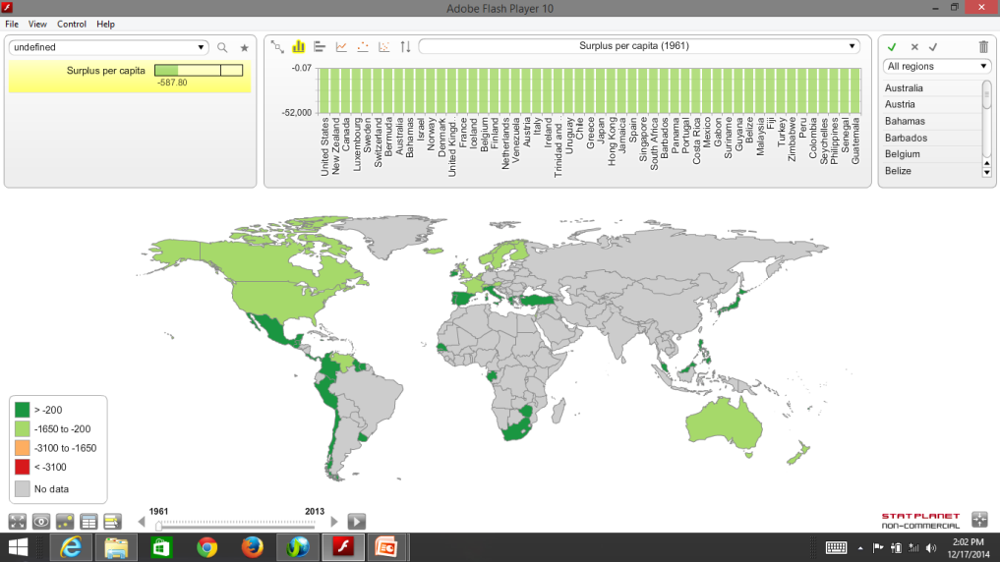 Adobe Flash Player 10
File View Control Help
undefined
Surplus per capita
-587.80
Surplus per capita (1961)
-0.07
-52,000
United States
New Zealand
Canada
Luxembourg
Sweden
Switzerland
Bermuda
Australia
Bahamas
Israel
Norway
Denmark
United Kingd...
France
Iceland
Belgium
Finland
Netherlands
Venezuela
Austria
Italy
Ireland
Trinidad and ...
Uruguay
Chile
Greece
Japan
Hong Kong
Jamaica
Spain
Singapore
South Africa
Barbados
Panama
Portugal
Costa Rica
Mexico
Gabon
Suriname
Guyana
Belize
Malaysia
Fiji
Turkey
Zimbabwe
Peru
Colombia
Seychelles
Philippines
Senegal
Guatemala
All regions
Australia
Austria
Bahamas
Barbados
Belgium
Belize
> -200
-1650 to -200
-3100 to -1650
< -3100
No data
1961
2013
STATPLANET
NON-COMMERCIAL
2:02 PM
12/17/2014